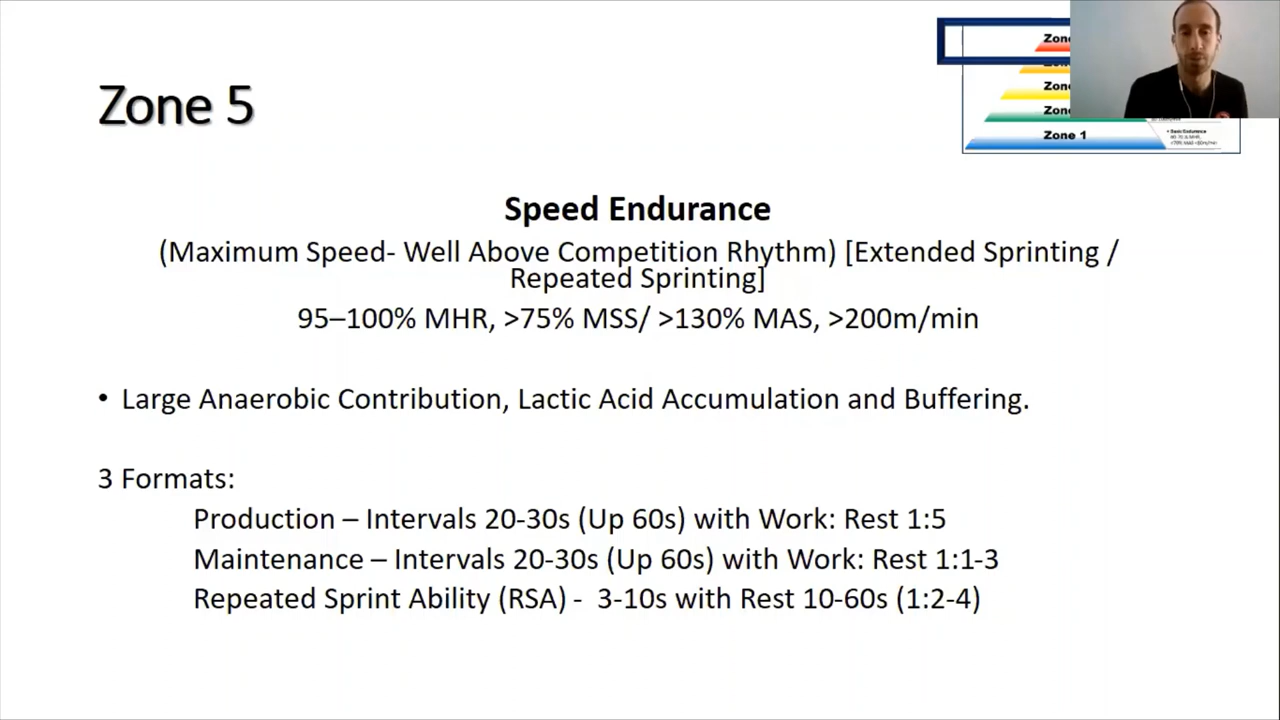 Zone 5
Zone
Zone
Zone 1
• Basic Endurance
Speed Endurance
(Maximum Speed- Well Above Competition Rhythm) [Extended Sprinting /
Repeated Sprinting]
95–100% MHR, >75% MSS/ >130% MAS, >200m/min
• Large Anaerobic Contribution, Lactic Acid Accumulation and Buffering.
3 Formats:
Production – Intervals 20-30s (Up 60s) with Work: Rest 1:5
Maintenance – Intervals 20-30s (Up 60s) with Work: Rest 1:1-3
Repeated Sprint Ability (RSA) - 3-10s with Rest 10-60s (1:2-4)